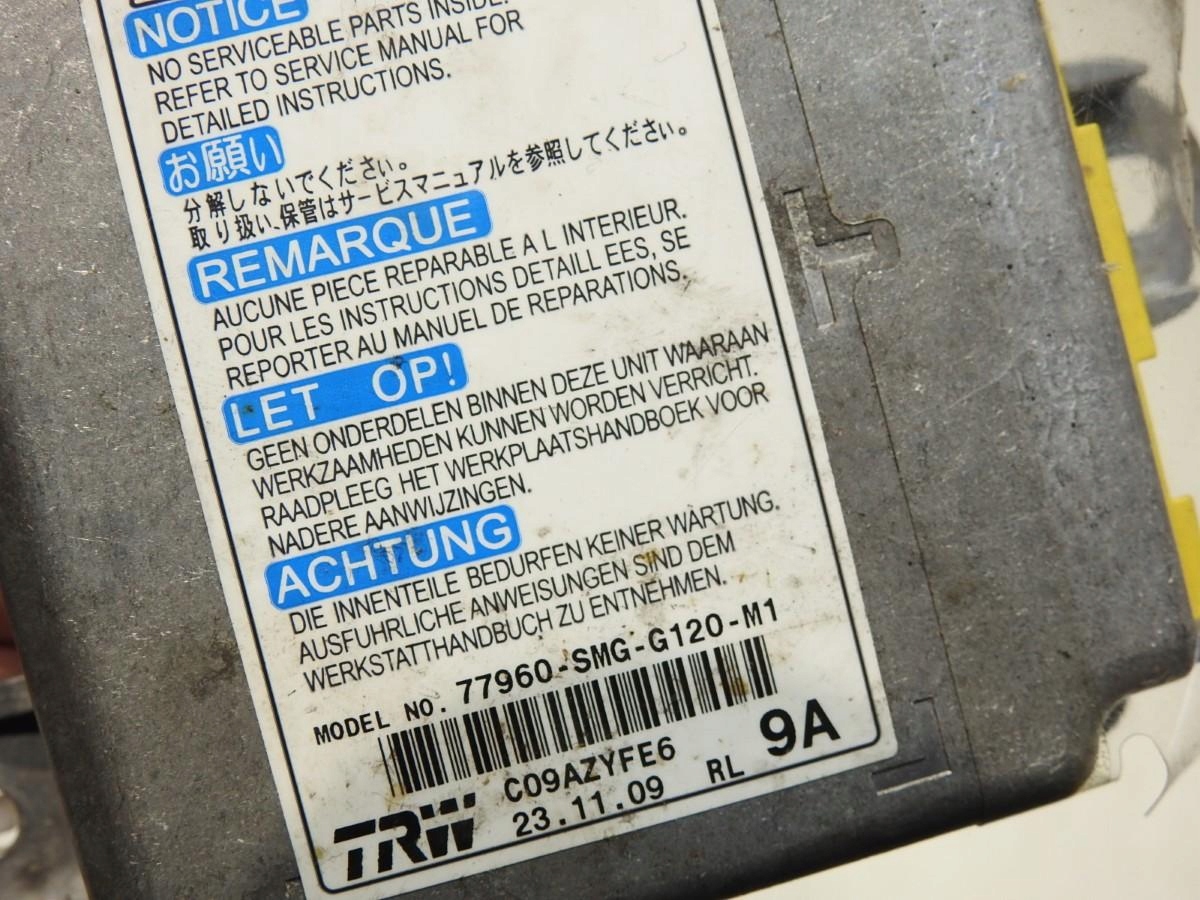 NOTICE
NO SERVICEABLE PARTS INSIDE.
REFER TO SERVICE MANUAL FOR
DETAILED INSTRUCTIONS.
お願い
分解しないでください。
取り扱い、保管はサービスマニュアルを参照してください。
REMARQUE
AUCUNE PIECE REPARABLE A L INTERIEUR.
POUR LES INSTRUCTIONS DETAILL EES, SE
REPORTER AU MANUEL DE REPARATIONS.
LET OP!
GEEN ONDERDELEN BINNEN DEZE UNIT WAARAAN
WERKZAAMHEDEN KUNNEN WORDEN VERRICHT.
RAADPLEEG HET WERKPLAATSHANDBOEK VOOR
NADERE AANWIJZINGEN.
ACHTUNG
DIE INNENTEILE BEDURFEN KEINER WARTUNG.
AUSFUHRLICHE ANWEISUNGEN SIND DEM
WERKSTATTHANDBUCH ZU ENTNEHMEN.
MODEL NO. 77960-SMG-G120-M1
C09AZYFE6
23.11.09 RL 9A
TRW